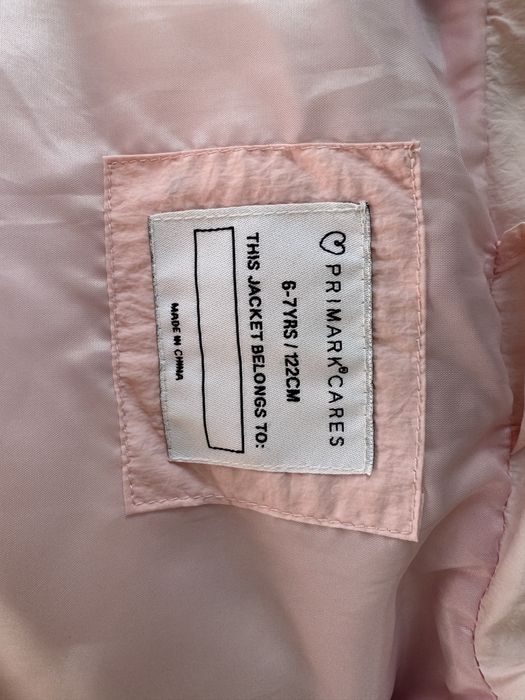 PRIMARK® CARES
6-7YRS / 122CM
THIS JACKET BELONGS TO:
MADE IN CHINA